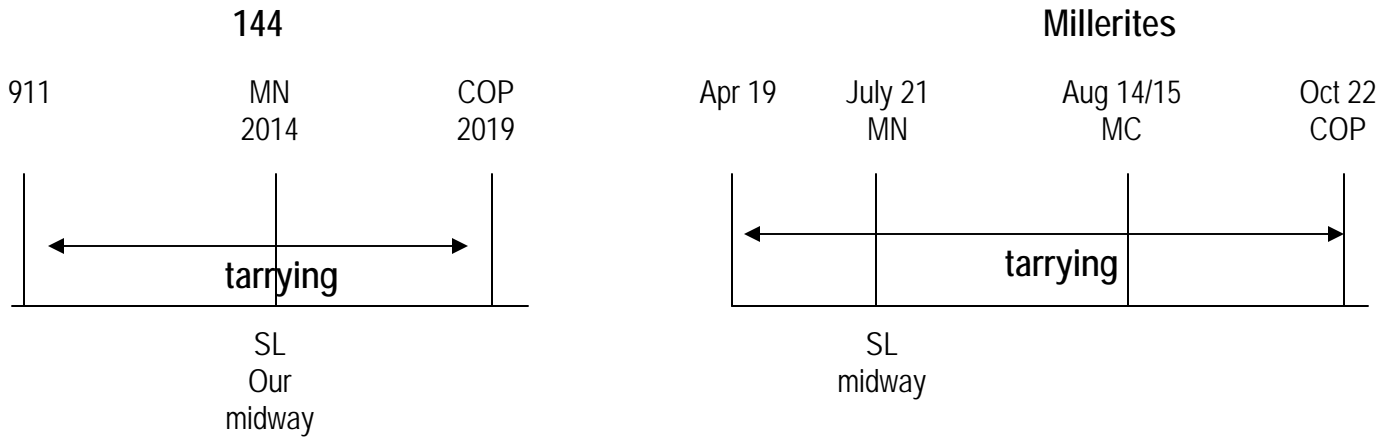 144
911
MN
2014
COP
2019
tarrying
SL
Our
midway
Millerites
Apr 19
July 21
MN
Aug 14/15
MC
Oct 22
COP
tarrying
SL
midway